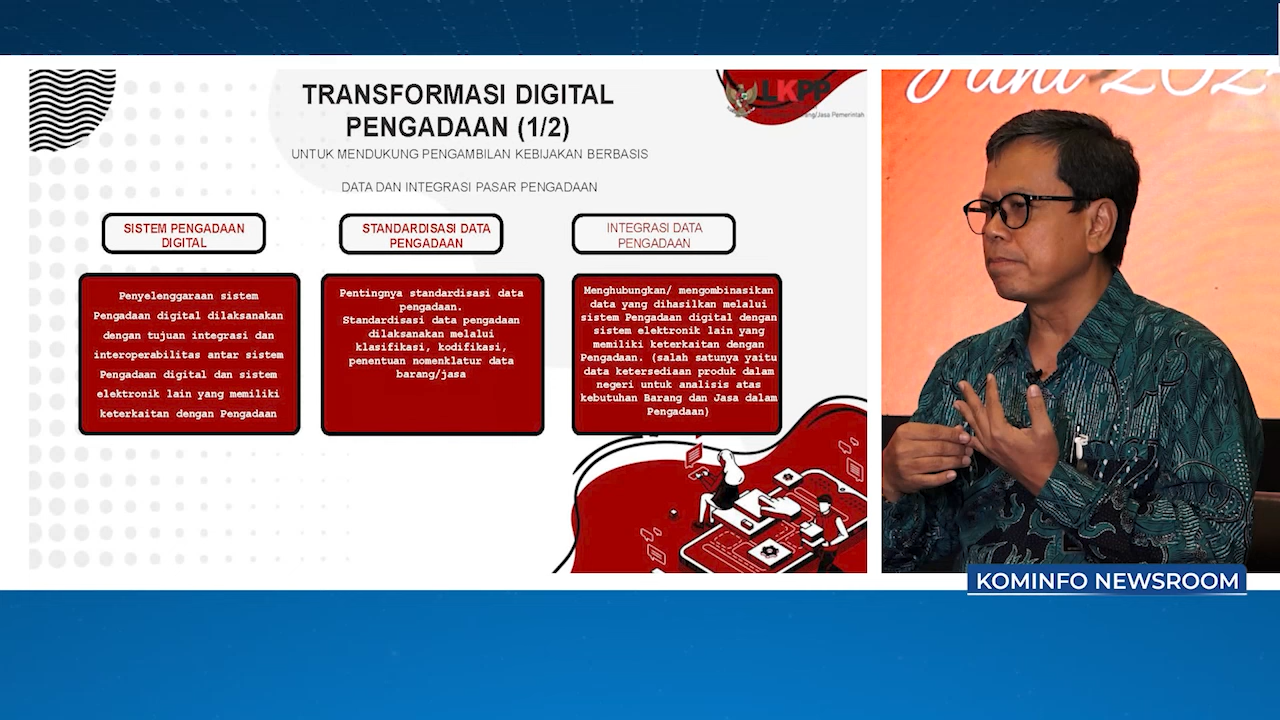 TRANSFORMASI DIGITAL
PENGADAAN (1/2)
UNTUK MENDUKUNG PENGAMBILAN KEBIJAKAN BERBASIS
DATA DAN INTEGRASI PASAR PENGADAAN
LKPP
ng/Jasa Pemerintah
SISTEM PENGADAAN
DIGITAL
Penyelenggaraan sistem
Pengadaan digital dilaksanakan
dengan tujuan integrasi dan
interoperabilitas antar sistem
Pengadaan digital dan sistem
elektronik lain yang memiliki
keterkaitan dengan Pengadaan
STANDARDISASI DATA
PENGADAAN
Pentingnya standardisasi data
pengadaan.
Standardisasi data pengadaan
dilaksanakan melalui
klasifikasi, kodifikasi,
penentuan nomenklatur data
barang/jasa
INTEGRASI DATA
PENGADAAN
Menghubungkan/ mengombinasikan
data yang dihasilkan melalui
sistem Pengadaan digital dengan
sistem elektronik lain yang
memiliki keterkaitan dengan
Pengadaan. (salah satunya yaitu
data ketersediaan produk dalam
negeri untuk analisis atas
kebutuhan Barang dan Jasa dalam
Pengadaan)
KOMINFO NEWSROOM